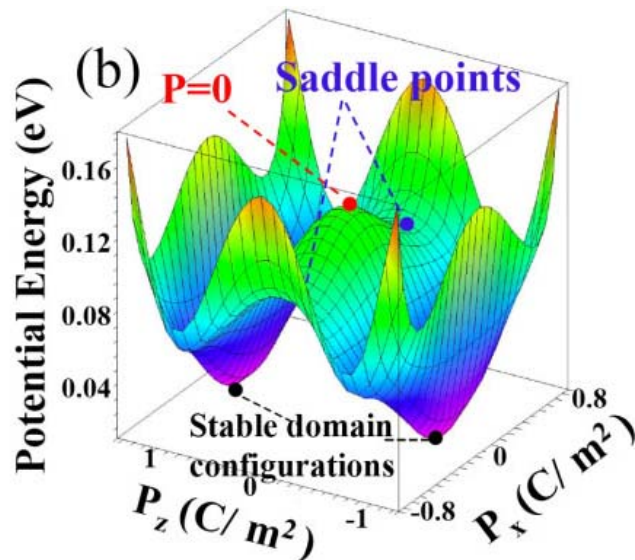 (b)
P=0
Saddle points
Potential Energy (eV)
0.16
0.12
0.08
0.04
Stable domain
configurations
1
0
-1
P_z (C/ m²)
-0.8
0
0.8
P_x (C/ m²)